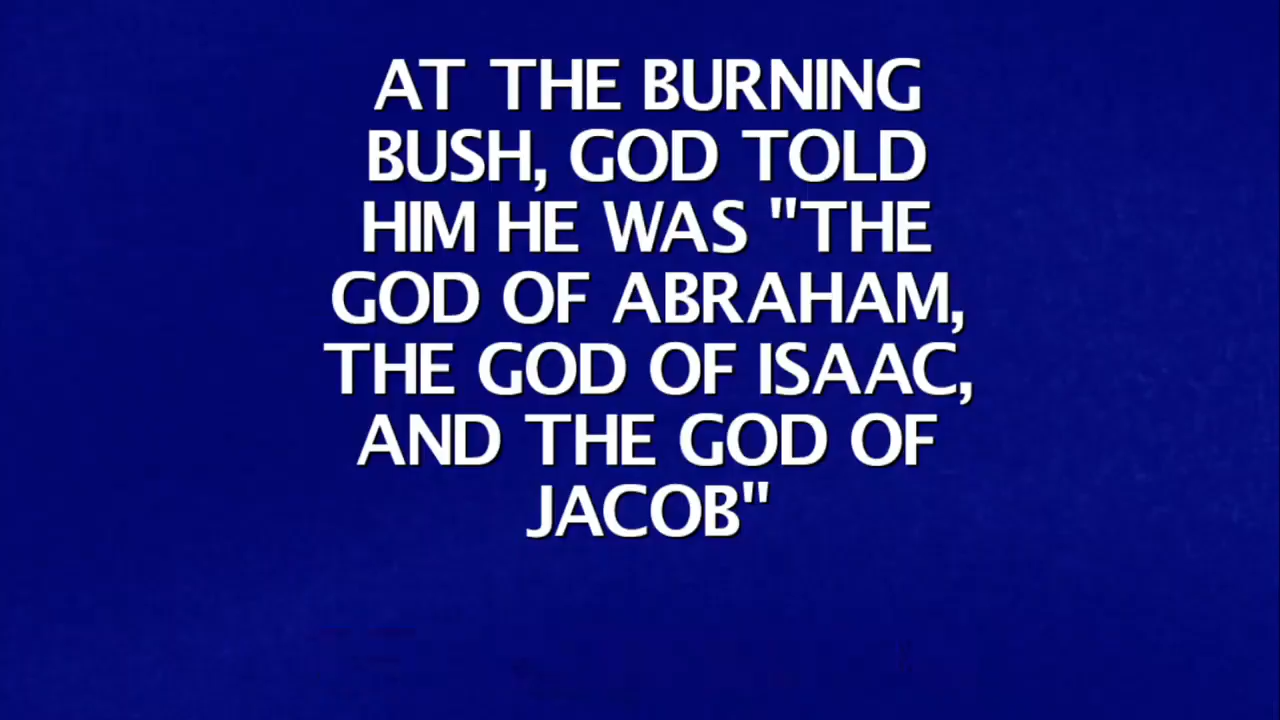 AT THE BURNING
BUSH, GOD TOLD
HIM HE WAS "THE
GOD OF ABRAHAM,
THE GOD OF ISAAC,
AND THE GOD OF
JACOB"